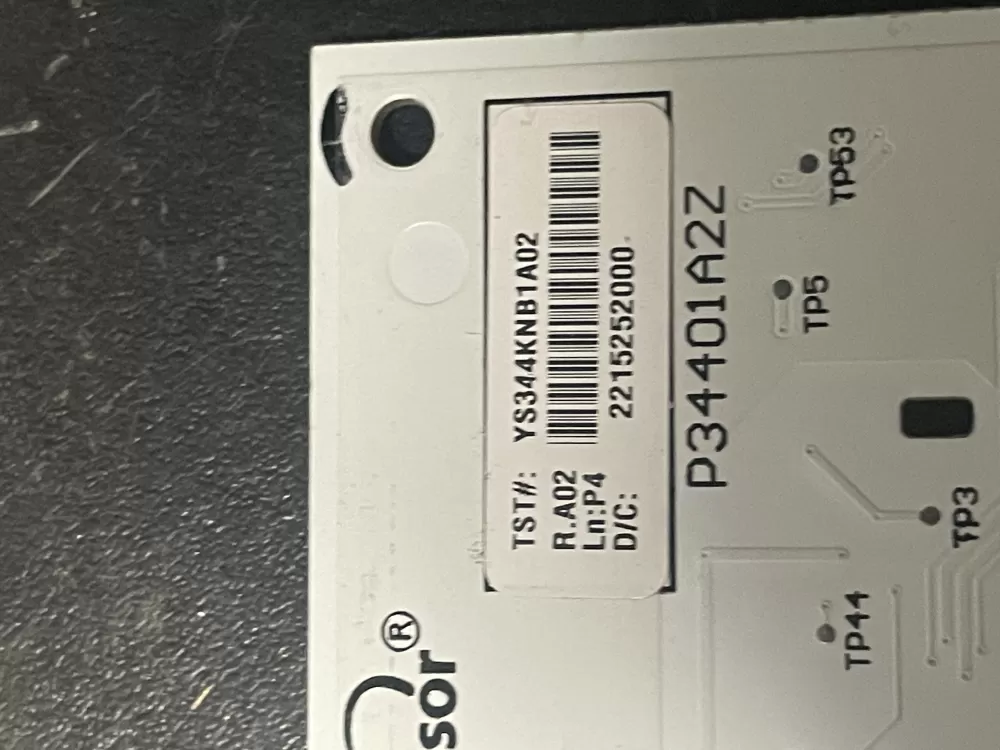 TST#: YS344KNB1A02
R.A02
Ln:P4
D/C: 2215252000
P34401A2Z
TP53
TP5
TP3
TP44
sor®